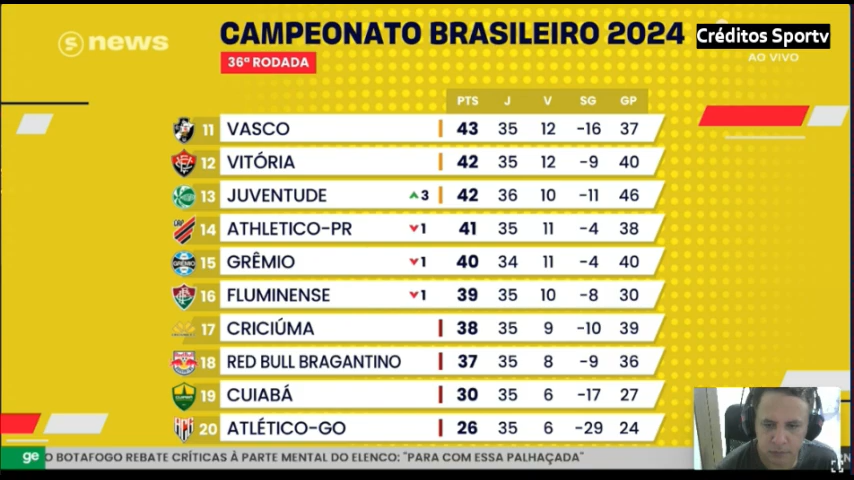 S news
CAMPEONATO BRASILEIRO 2024
Créditos Sportv
AO VIVO
36ª RODADA
PTS J V SG GP
11 VASCO 43 35 12 -16 37
12 VITÓRIA 42 35 12 -9 40
13 JUVENTUDE 3 42 36 10 -11 46
14 ATHLETICO-PR 1 41 35 11 -4 38
15 GRÊMIO 1 40 34 11 -4 40
16 FLUMINENSE 1 39 35 10 -8 30
17 CRICIÚMA 38 35 9 -10 39
18 RED BULL BRAGANTINO 37 35 8 -9 36
19 CUIABÁ 30 35 6 -17 27
20 ATLÉTICO-GO 26 35 6 -29 24
ge O BOTAFOGO REBATE CRÍTICAS À PARTE MENTAL DO ELENCO: "PARA COM ESSA PALHAÇADA"